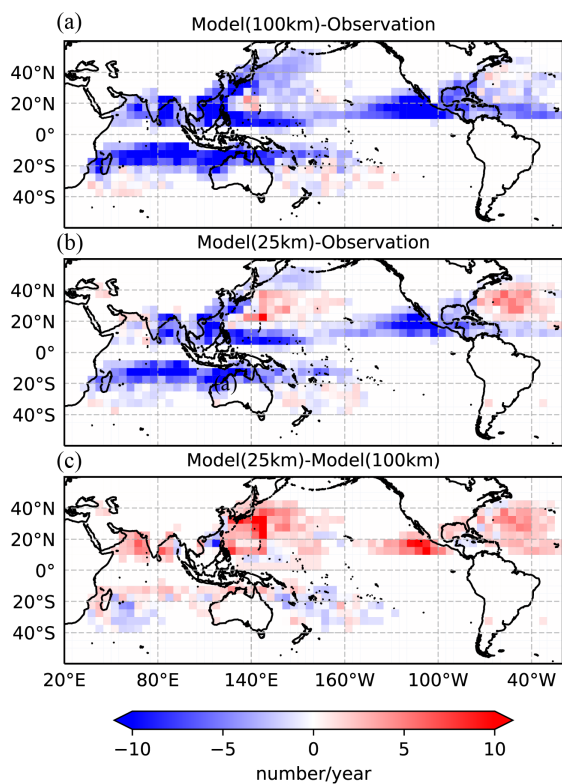 (a)
Model(100km)-Observation
40°N
20°N
0°
20°S
40°S
(b)
Model(25km)-Observation
40°N
20°N
0°
20°S
40°S
(a)
(c)
Model(25km)-Model(100km)
40°N
20°N
0°
20°S
40°S
20°E 80°E 140°E 160°W 100°W 40°W
−10 −5 0 5 10
number/year